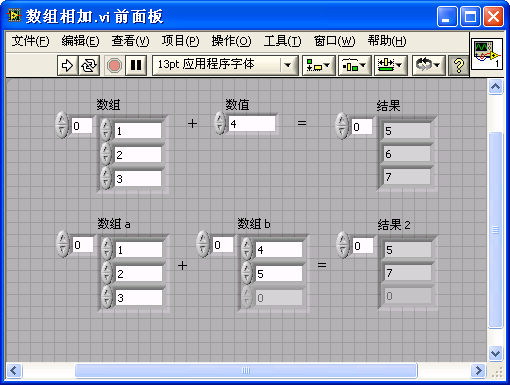 数组相加.vi 前面板
文件(F) 编辑(E) 查看(V) 项目(P) 操作(O) 工具(T) 窗口(W) 帮助(H)
13pt 应用程序字体 ?
1
数组 数值 结果
0 1 + 4 = 0 5
2 6
3 7
数组 a 数组 b 结果 2
0 1 0 4 0 5
2 + 5 = 7
3 0 0